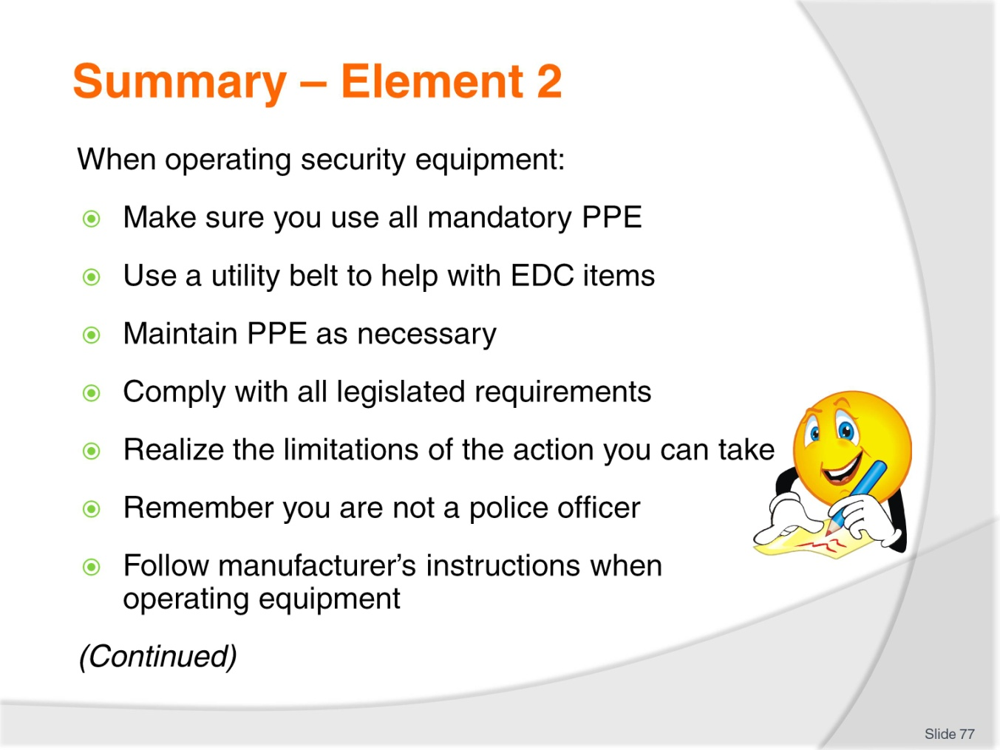 Summary – Element 2
When operating security equipment:
Make sure you use all mandatory PPE
Use a utility belt to help with EDC items
Maintain PPE as necessary
Comply with all legislated requirements
Realize the limitations of the action you can take
Remember you are not a police officer
Follow manufacturer’s instructions when
operating equipment
(Continued)
Slide 77